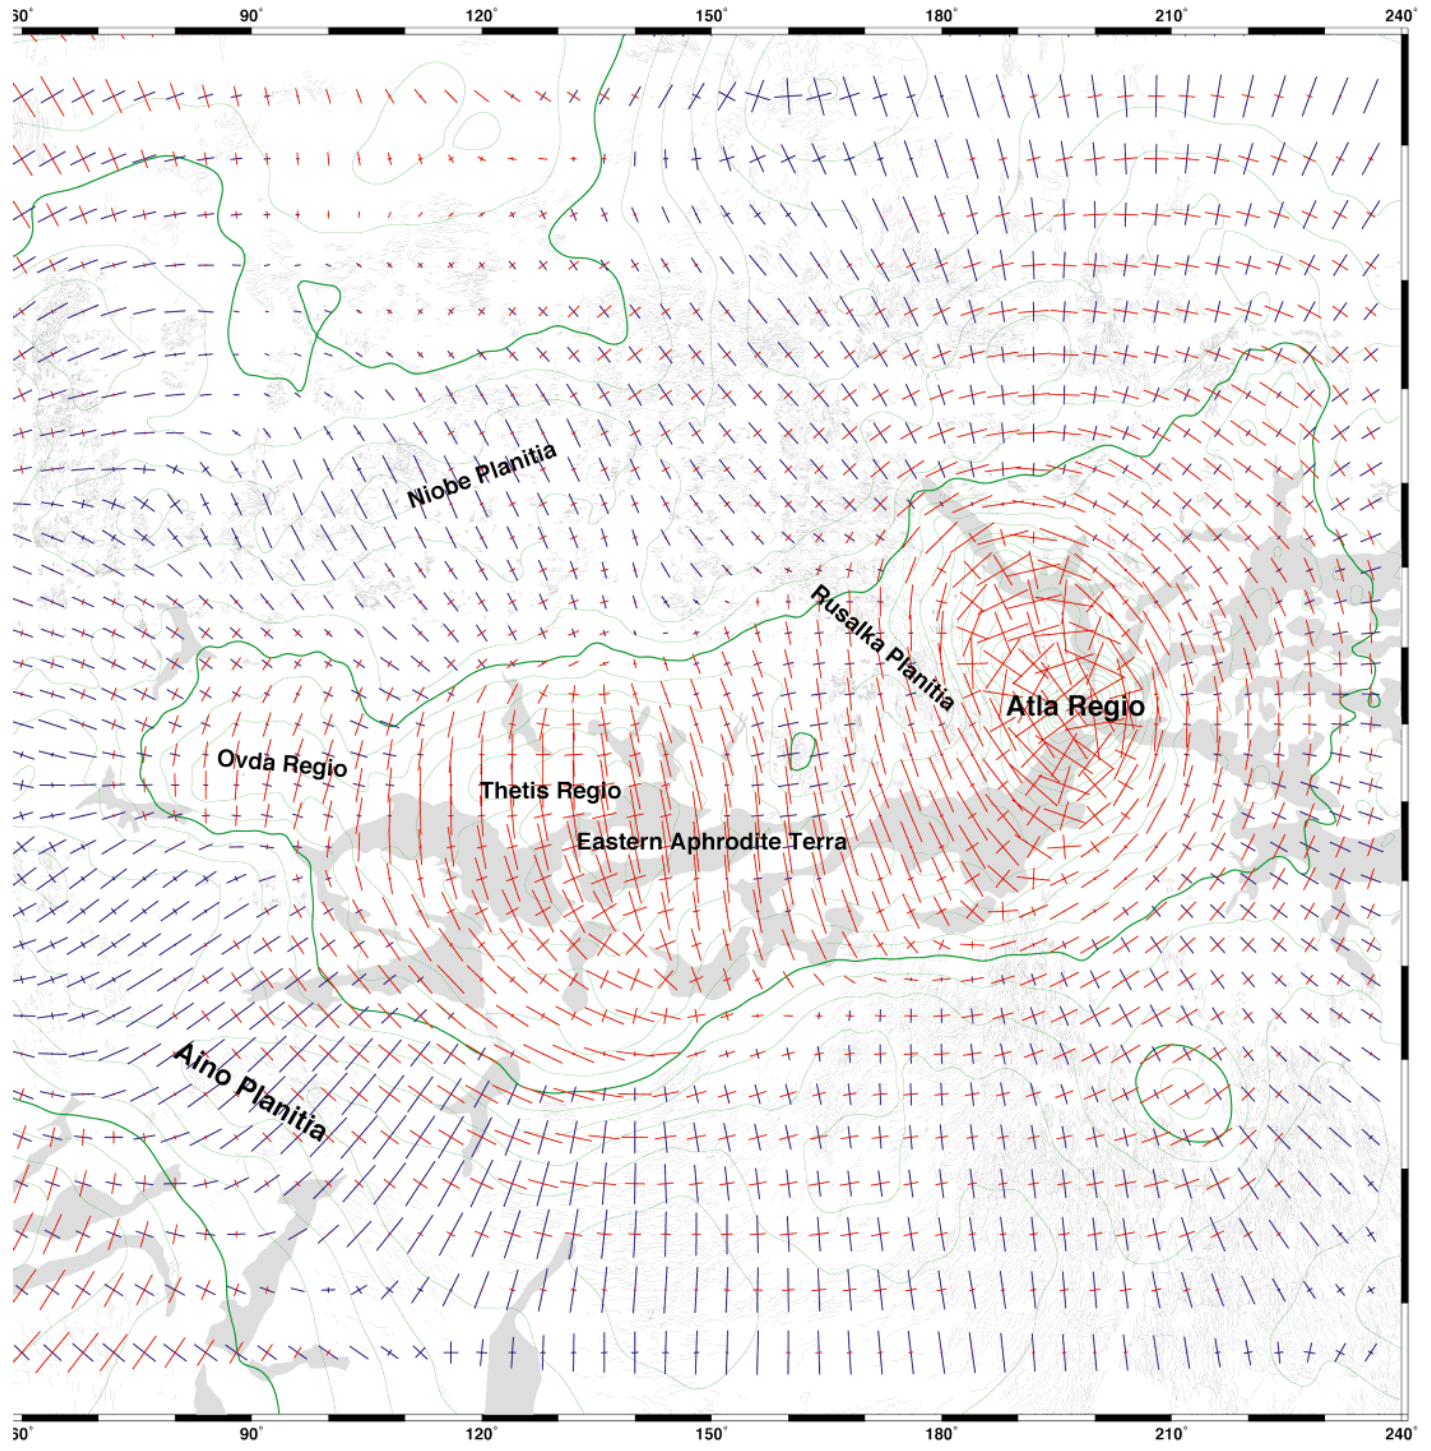 60° 90° 120° 150° 180° 210° 240°
Niobe Planitia
Rusalka Planitia
Atla Regio
Ovda Regio
Thetis Regio
Eastern Aphrodite Terra
Aino Planitia
60° 90° 120° 150° 180° 210° 240°